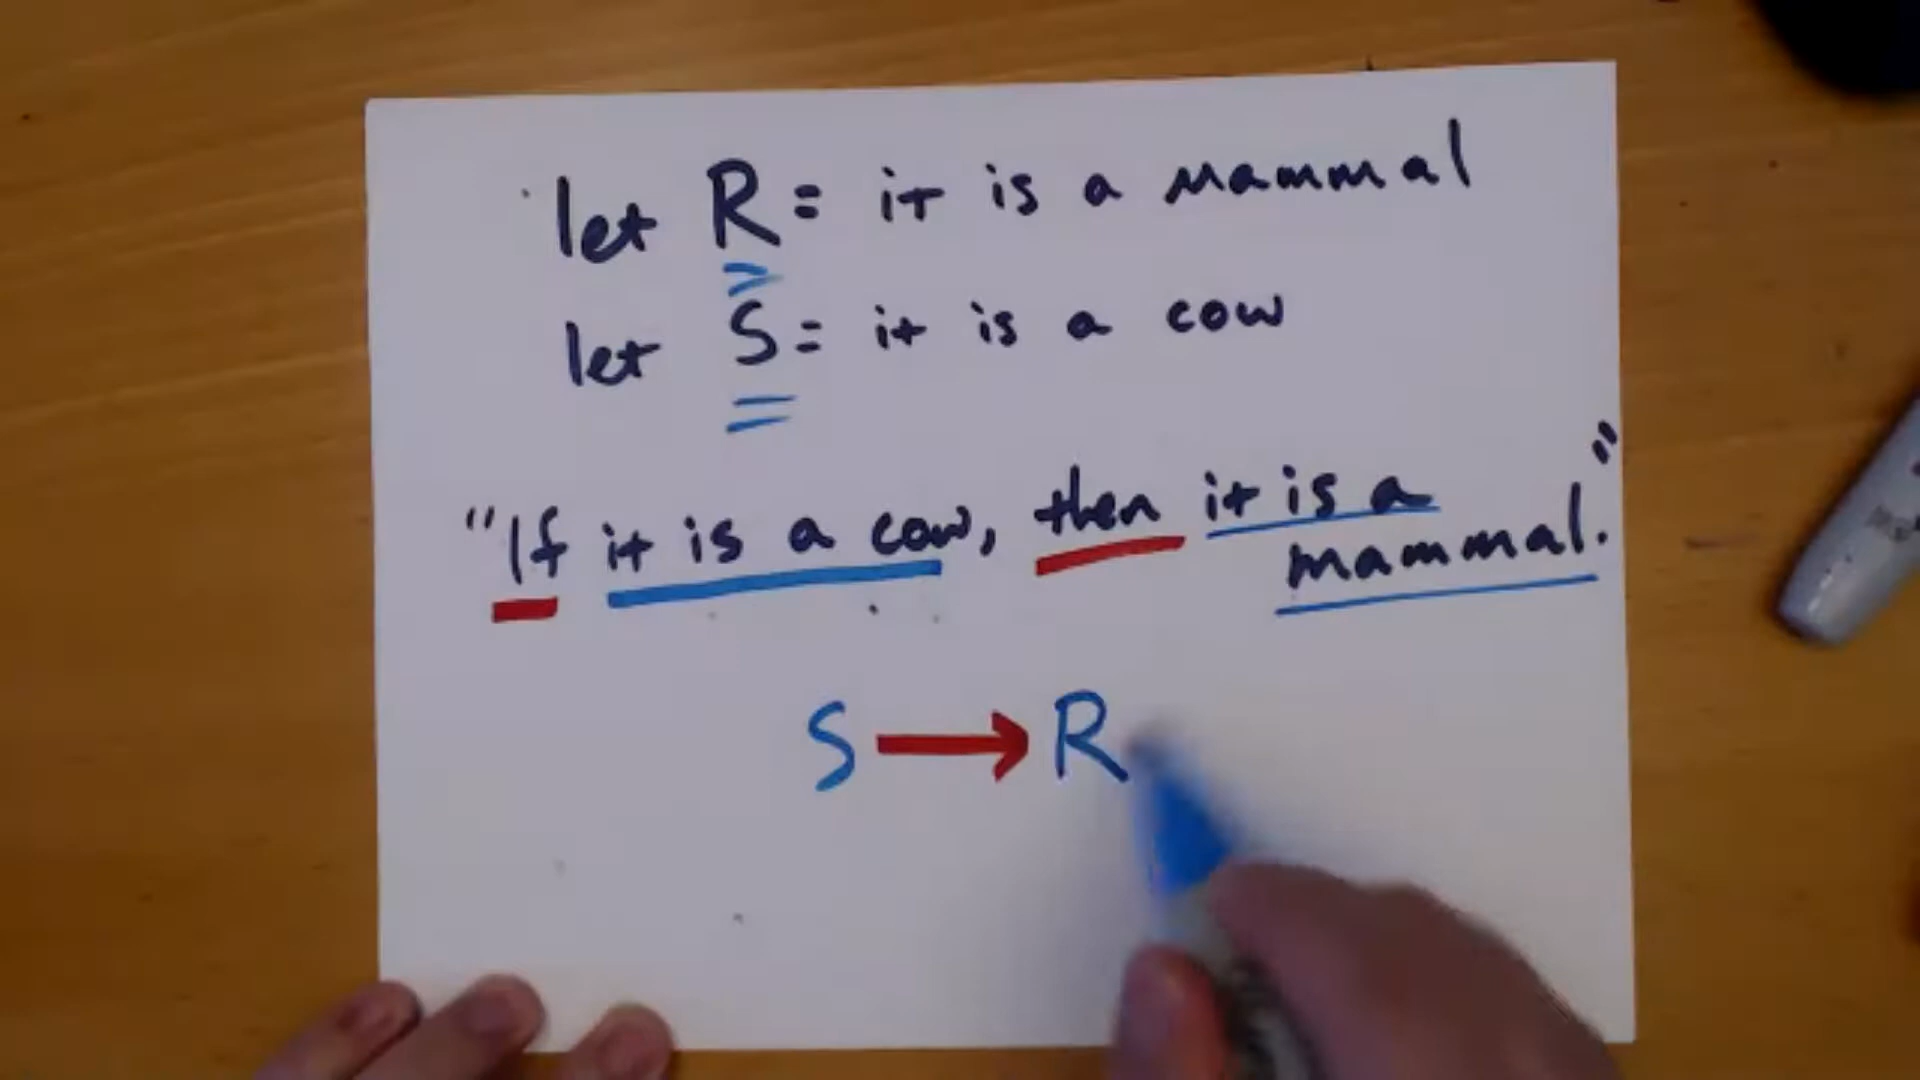 let R = it is a mammal
let S = it is a cow
"If it is a cow, then it is a
mammal."
S → R